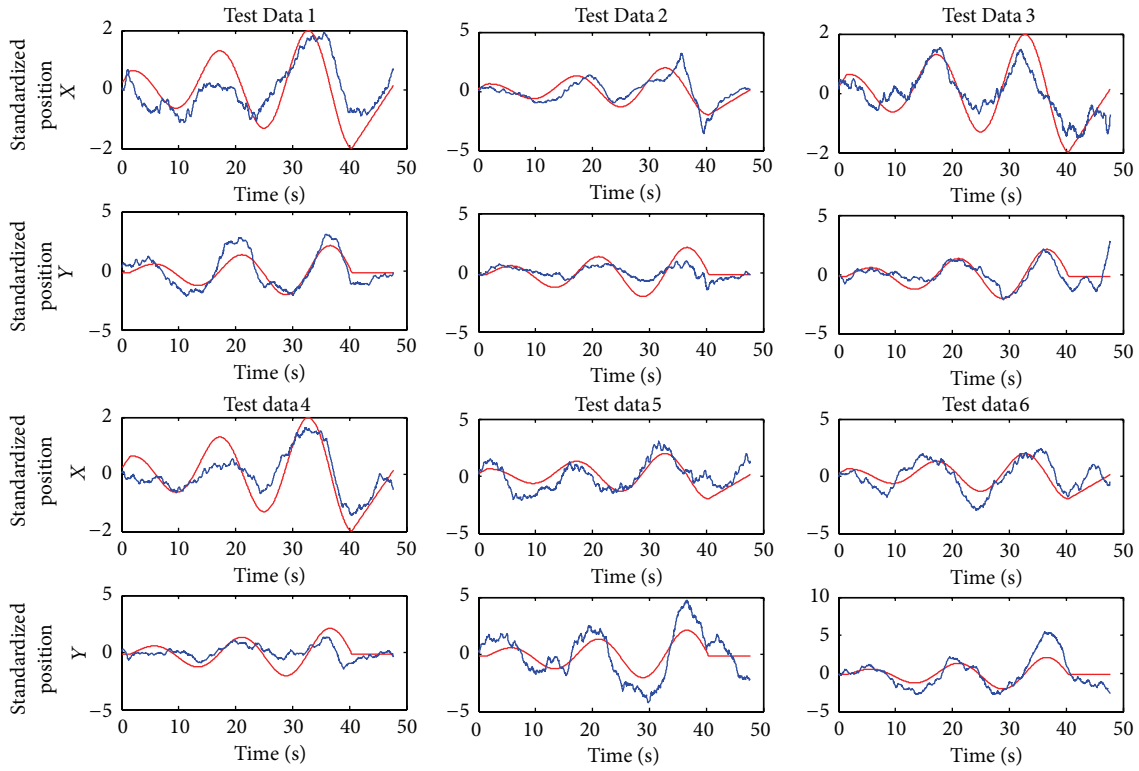 Test Data 1
Test Data 2
Test Data 3
Standardized
position
X
2
0
−2
0 10 20 30 40 50
Time (s)
5
0
−5
0 10 20 30 40 50
Time (s)
2
0
−2
0 10 20 30 40 50
Time (s)
Standardized
position
Y
5
0
−5
0 10 20 30 40 50
Time (s)
5
0
−5
0 10 20 30 40 50
Time (s)
5
0
−5
0 10 20 30 40 50
Time (s)
Test data 4
Test data 5
Test data 6
Standardized
position
X
2
0
−2
0 10 20 30 40 50
Time (s)
5
0
−5
0 10 20 30 40 50
Time (s)
5
0
−5
0 10 20 30 40 50
Time (s)
Standardized
position
Y
5
0
−5
0 10 20 30 40 50
Time (s)
5
0
−5
0 10 20 30 40 50
Time (s)
10
5
0
−5
0 10 20 30 40 50
Time (s)